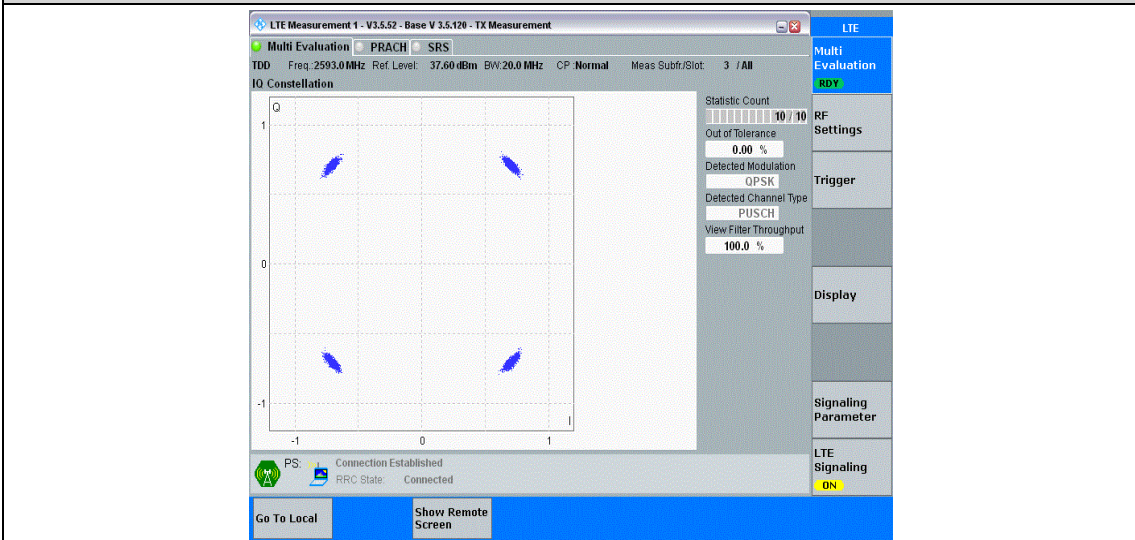 LTE Measurement 1 - V3.5.52 - Base V 3.5.120 - TX Measurement
LTE
Multi Evaluation PRACH SRS
TDD Freq.:2593.0 MHz Ref. Level: 37.60 dBm BW:20.0 MHz CP :Normal Meas Subfr./Slot: 3 / All
IQ Constellation
Q
1
0
-1
I
-1 0 1
Statistic Count
10 / 10
Out of Tolerance
0.00 %
Detected Modulation
QPSK
Detected Channel Type
PUSCH
View Filter Throughput
100.0 %
Multi
Evaluation
RDY
RF
Settings
Trigger
Display
Signaling
Parameter
LTE
Signaling
ON
PS: Connection Established
RRC State: Connected
Go To Local
Show Remote
Screen